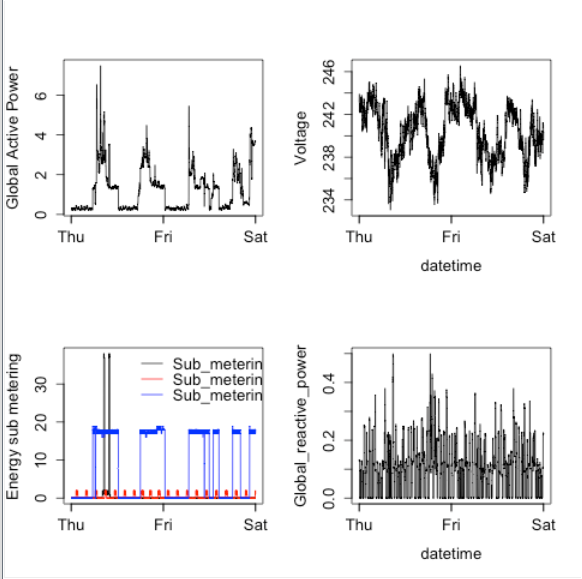 Global Active Power
6
4
2
0
Thu Fri Sat
Voltage
246
242
238
234
Thu Fri Sat
datetime
Energy sub metering
30
20
10
0
Sub_meterin
Sub_meterin
Sub_meterin
Thu Fri Sat
Global_reactive_power
0.4
0.2
0.0
Thu Fri Sat
datetime